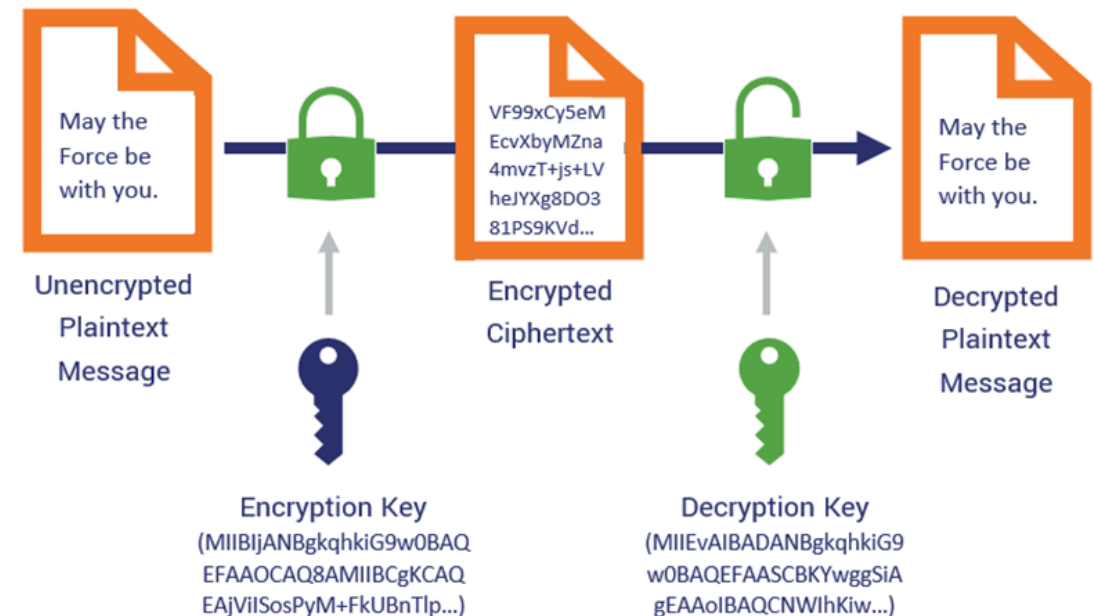 May the
Force be
with you.
Unencrypted
Plaintext
Message
VF99xCy5eM
EcvXbyMZna
4mvzT+js+LV
heJYXg8DO3
81PS9KVd...
Encrypted
Ciphertext
May the
Force be
with you.
Decrypted
Plaintext
Message
Encryption Key
(MIIBIjANBgkqhkiG9w0BAQ
EFAAOCAQ8AMIIBCgKCAQ
EAjViISosPyM+FkUBnTlp...)
Decryption Key
(MIIEvAIBADANBgkqhkiG9
w0BAQEFAASCBKYwggSiA
gEAAoIBAQCNWIhKiw...)